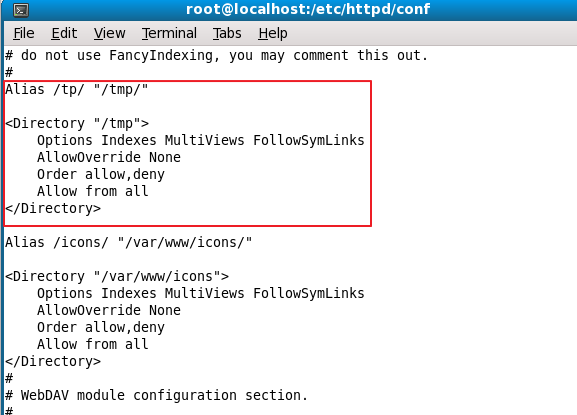 root@localhost:/etc/httpd/conf
File Edit View Terminal Tabs Help
# do not use FancyIndexing, you may comment this out.
#
Alias /tp/ "/tmp/"
<Directory "/tmp">
    Options Indexes MultiViews FollowSymLinks
    AllowOverride None
    Order allow,deny
    Allow from all
</Directory>
Alias /icons/ "/var/www/icons/"
<Directory "/var/www/icons">
    Options Indexes MultiViews FollowSymLinks
    AllowOverride None
    Order allow,deny
    Allow from all
</Directory>
#
# WebDAV module configuration section.
#